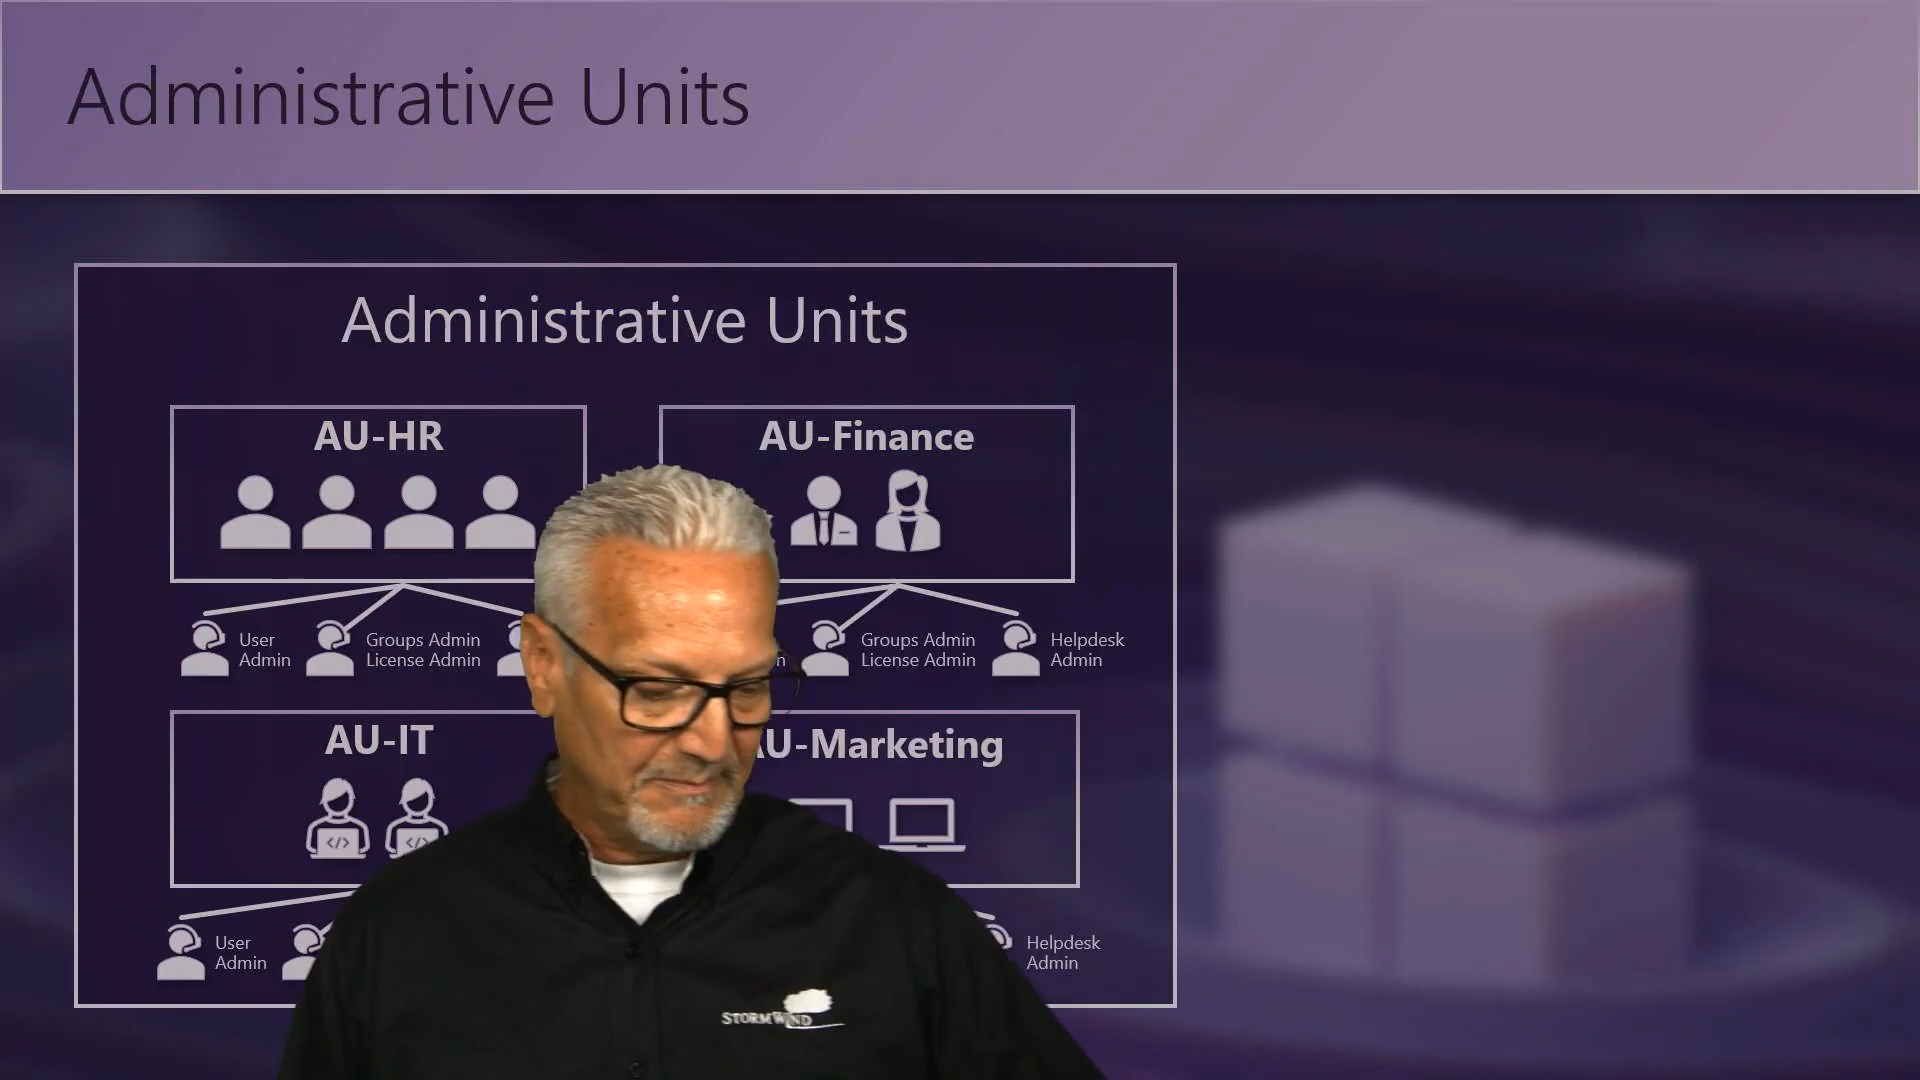 Administrative Units
Administrative Units
AU-HR
AU-Finance
User
Admin
Groups Admin
License Admin
Groups Admin
License Admin
Helpdesk
Admin
AU-IT
AU-Marketing
User
Admin
Helpdesk
Admin
STORMWIND